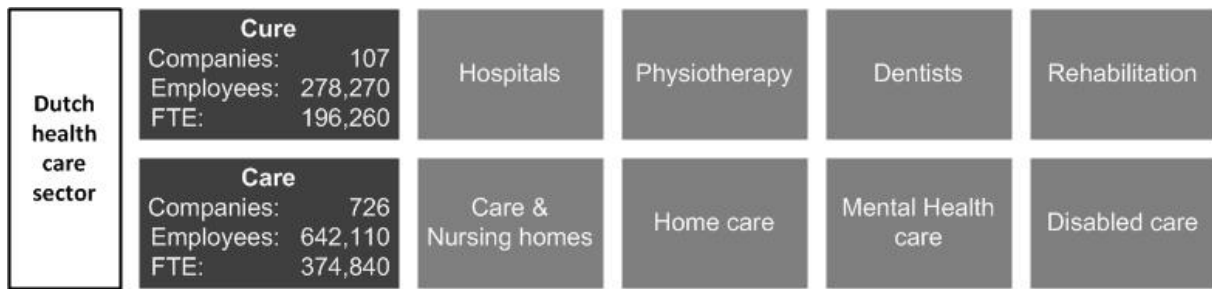 Dutch
health
care
sector
Cure
Companies: 107
Employees: 278,270
FTE: 196,260
Hospitals
Physiotherapy
Dentists
Rehabilitation
Care
Companies: 726
Employees: 642,110
FTE: 374,840
Care &
Nursing homes
Home care
Mental Health
care
Disabled care